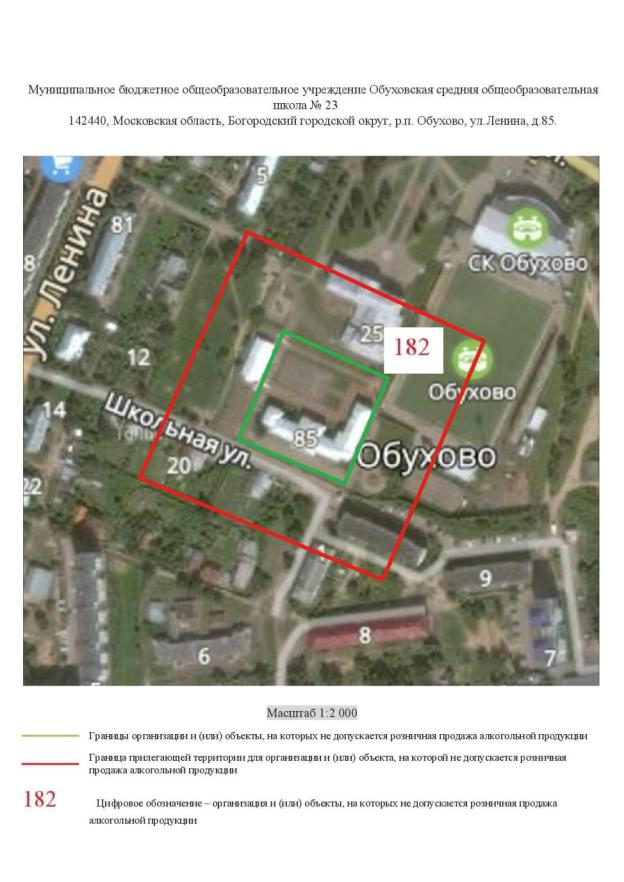 Муниципальное бюджетное общеобразовательное учреждение Обуховская средняя общеобразовательная
школа № 23
142440, Московская область, Богородский городской округ, р.п. Обухово, ул.Ленина, д.85.
5
ул. Ленина
81
8
СК Обухово
25
182
12
Обухово
14
Школьная ул.
85
Обухово
20
22
9
8
6
7
Масштаб 1:2 000
Границы организации и (или) объекты, на которых не допускается розничная продажа алкогольной продукции
Граница прилегающей территории для организации и (или) объекта, на которой не допускается розничная
продажа алкогольной продукции
182
Цифровое обозначение – организация и (или) объекты, на которых не допускается розничная продажа
алкогольной продукции